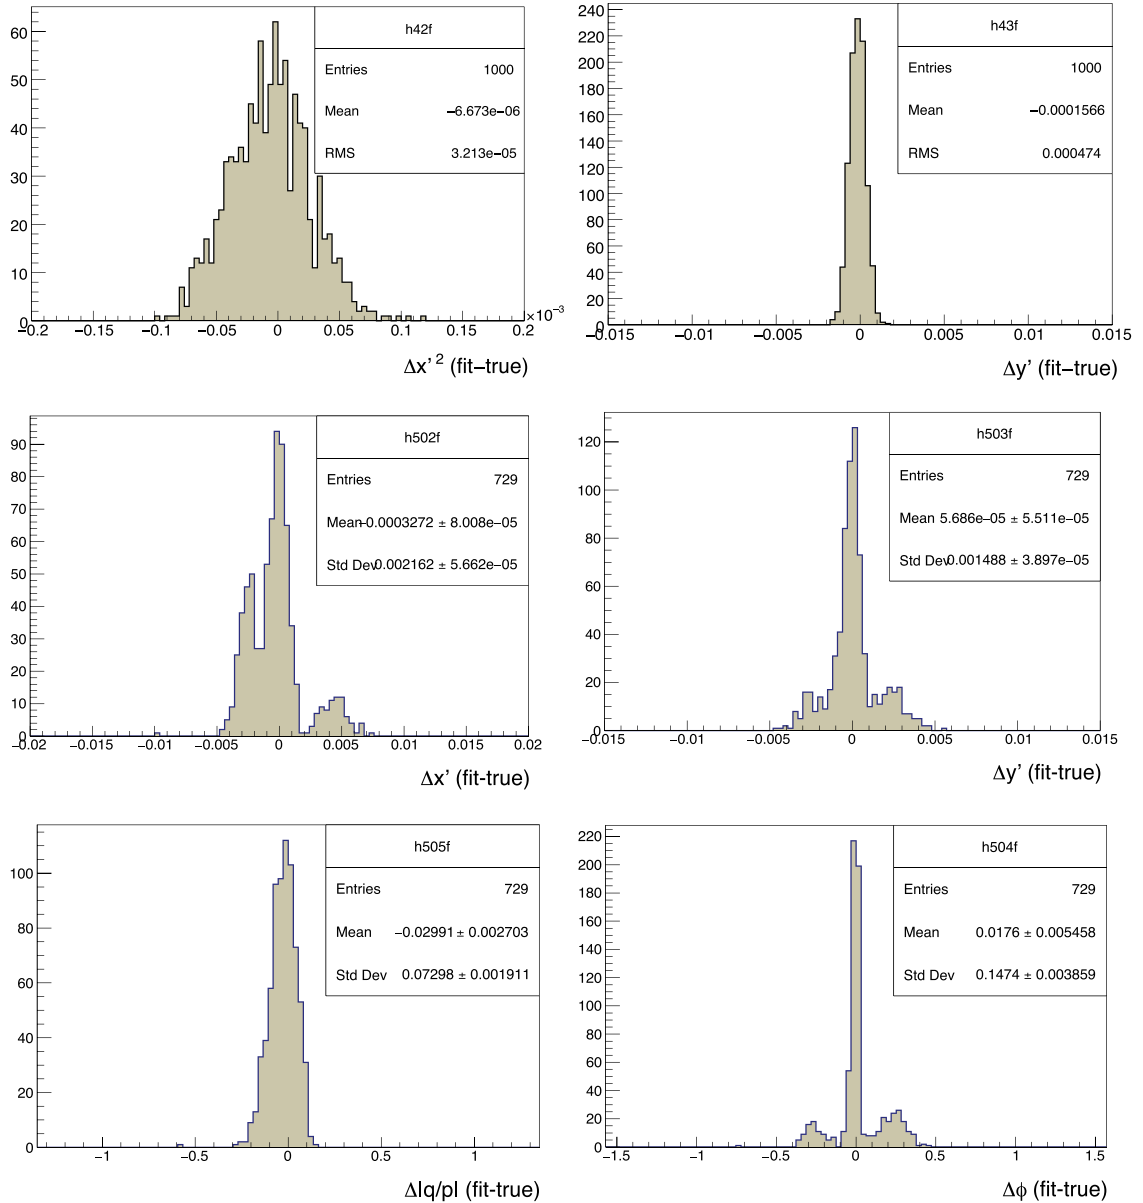 h42f
Entries 1000
Mean −6.673e−06
RMS 3.213e−05
0 10 20 30 40 50 60
−0.2 −0.15 −0.1 −0.05 0 0.05 0.1 0.15 0.2 ×10⁻³
Δx’ ² (fit−true)
h43f
Entries 1000
Mean −0.0001566
RMS 0.000474
0 20 40 60 80 100 120 140 160 180 200 220 240
−0.015 −0.01 −0.005 0 0.005 0.01 0.015
Δy’ (fit−true)
h502f
Entries 729
Mean −0.0003272 ± 8.008e−05
Std Dev 0.002162 ± 5.662e−05
0 10 20 30 40 50 60 70 80 90
−0.02 −0.015 −0.01 −0.005 0 0.005 0.01 0.015 0.02
Δx’ (fit-true)
h503f
Entries 729
Mean 5.686e−05 ± 5.511e−05
Std Dev 0.001488 ± 3.897e−05
0 20 40 60 80 100 120
−0.015 −0.01 −0.005 0 0.005 0.01 0.015
Δy’ (fit-true)
h505f
Entries 729
Mean −0.02991 ± 0.002703
Std Dev 0.07298 ± 0.001911
0 20 40 60 80 100
−1 −0.5 0 0.5 1
Δ|q/p| (fit-true)
h504f
Entries 729
Mean 0.0176 ± 0.005458
Std Dev 0.1474 ± 0.003859
0 20 40 60 80 100 120 140 160 180 200 220
−1.5 −1 −0.5 0 0.5 1 1.5
Δϕ (fit-true)